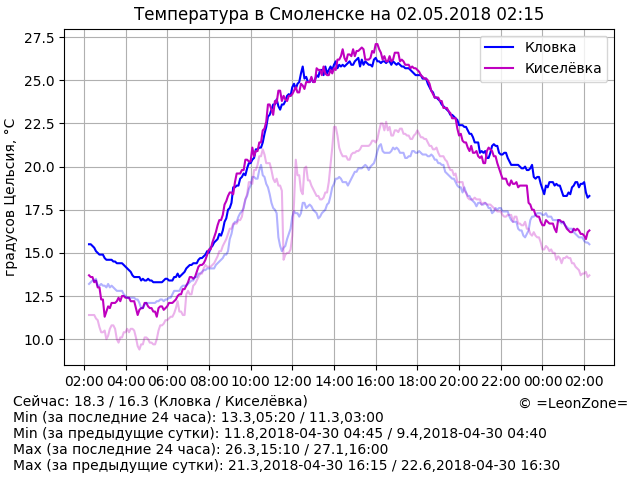 Температура в Смоленске на 02.05.2018 02:15
градусов Цельсия, °C
27.5
25.0
22.5
20.0
17.5
15.0
12.5
10.0
Кловка
Киселёвка
02:00 04:00 06:00 08:00 10:00 12:00 14:00 16:00 18:00 20:00 22:00 00:00 02:00
Сейчас: 18.3 / 16.3 (Кловка / Киселёвка)
© =LeonZone=
Min (за последние 24 часа): 13.3,05:20 / 11.3,03:00
Min (за предыдущие сутки): 11.8,2018-04-30 04:45 / 9.4,2018-04-30 04:40
Max (за последние 24 часа): 26.3,15:10 / 27.1,16:00
Max (за предыдущие сутки): 21.3,2018-04-30 16:15 / 22.6,2018-04-30 16:30